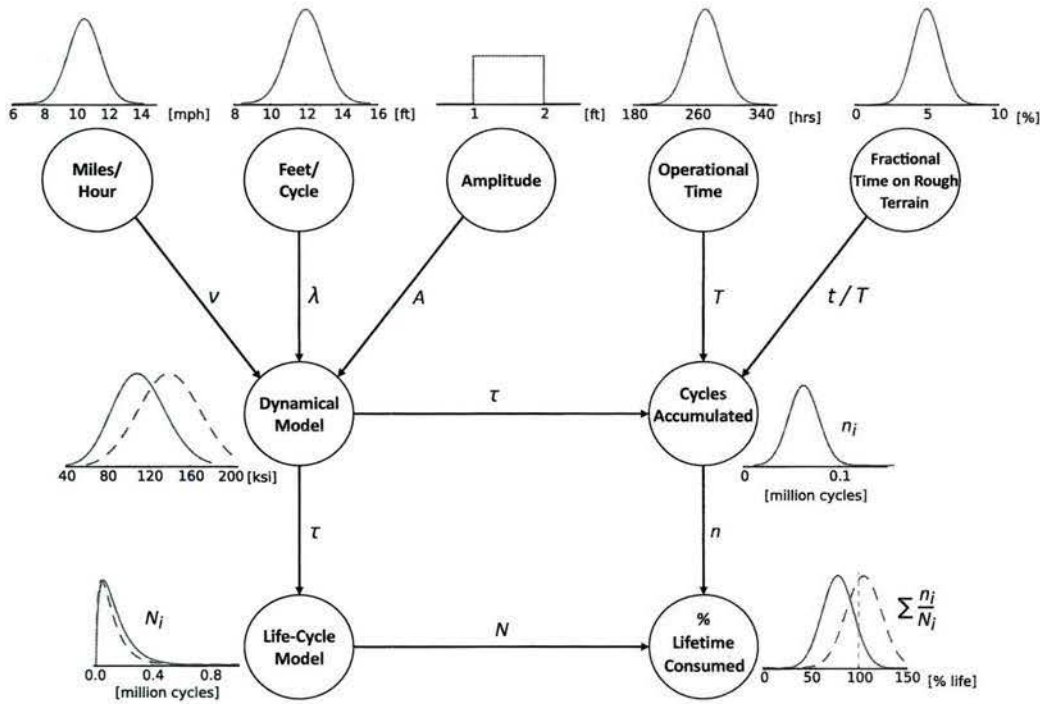 6 8 10 12 14 [mph]
8 10 12 14 16 [ft]
1 2 [ft]
180 260 340 [hrs]
0 5 10 [%]
Miles/
Hour
Feet/
Cycle
Amplitude
Operational
Time
Fractional
Time on Rough
Terrain
v
λ
A
T
t / T
40 80 120 160 200 [ksi]
Dynamical
Model
τ
Cycles
Accumulated
n_i
0 0.1
[million cycles]
τ
n
N_i
0.0 0.4 0.8
[million cycles]
Life-Cycle
Model
N
%
Lifetime
Consumed
∑ n_i/N_i
0 50 100 150 [% life]